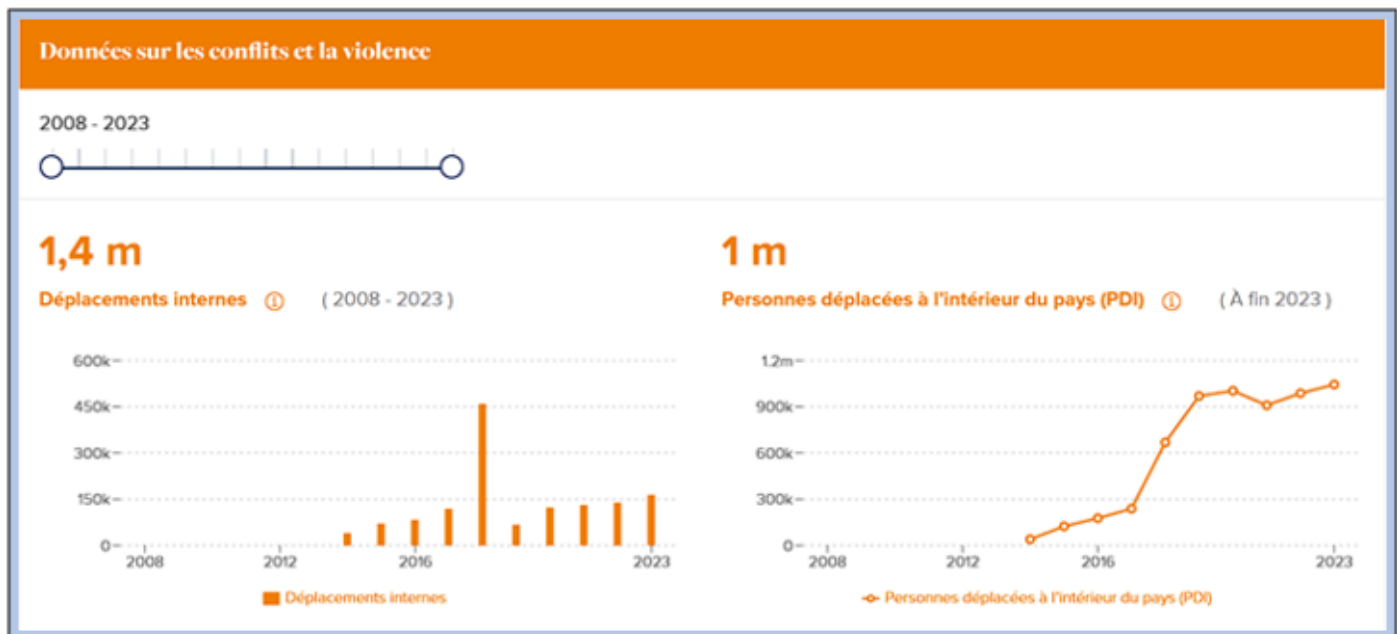 Données sur les conflits et la violence
2008 - 2023
1,4 m
Déplacements internes ( 2008 - 2023 )
600k
450k
300k
150k
0
2008 2012 2016 2023
Déplacements internes
1 m
Personnes déplacées à l'intérieur du pays (PDI) ( À fin 2023 )
1.2m
900k
600k
300k
0
2008 2012 2016 2023
Personnes déplacées à l'intérieur du pays (PDI)